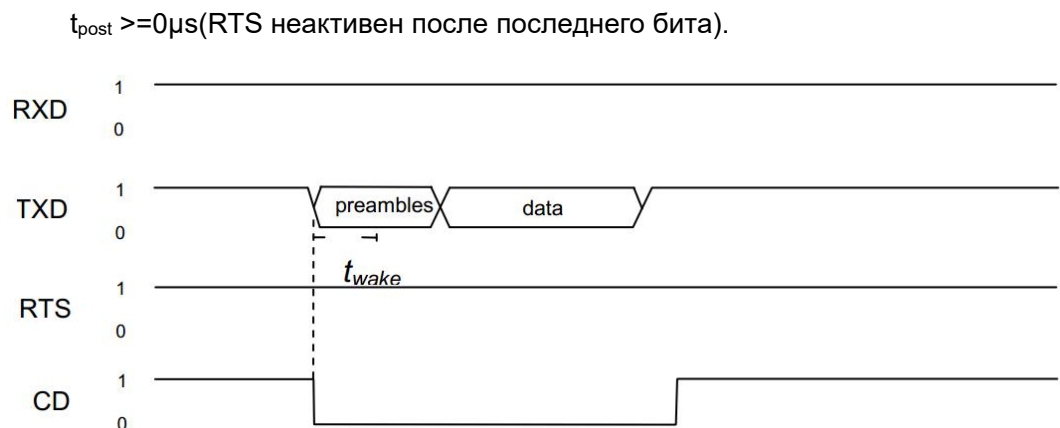 tpost >=0µs(RTS неактивен после последнего бита).
RXD
1
0
TXD
1
0
preambles
data
twake
RTS
1
0
CD
1
0